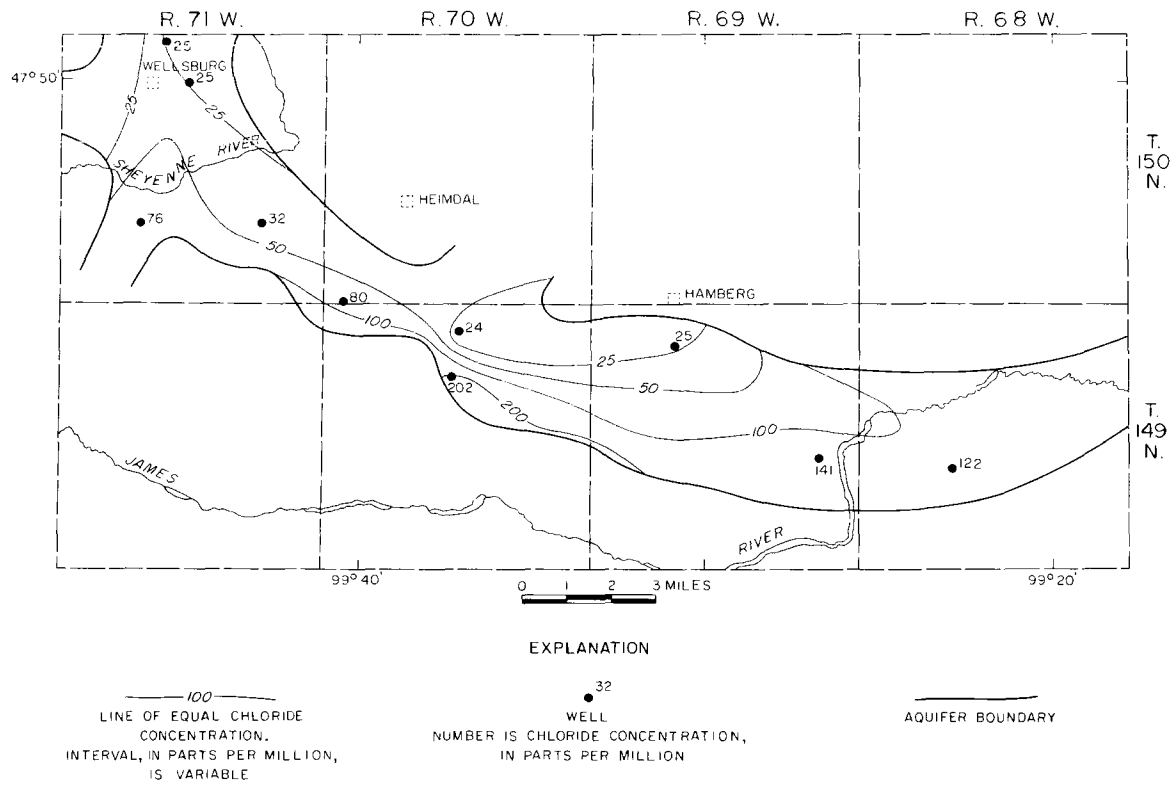 R. 71 W. R. 70 W. R. 69 W. R. 68 W.
25
47° 50'
WELLSBURG
25
25
25
SHEYENNE RIVER
T.
150
N.
HEIMDAL
76
32
50
80
HAMBERG
100
24
25
25
50
202
200
100
T.
149
N.
JAMES
141
122
RIVER
99° 40'
99° 20'
0 1 2 3 MILES
EXPLANATION
100
LINE OF EQUAL CHLORIDE
CONCENTRATION.
INTERVAL, IN PARTS PER MILLION,
IS VARIABLE
32
WELL
NUMBER IS CHLORIDE CONCENTRATION,
IN PARTS PER MILLION
AQUIFER BOUNDARY